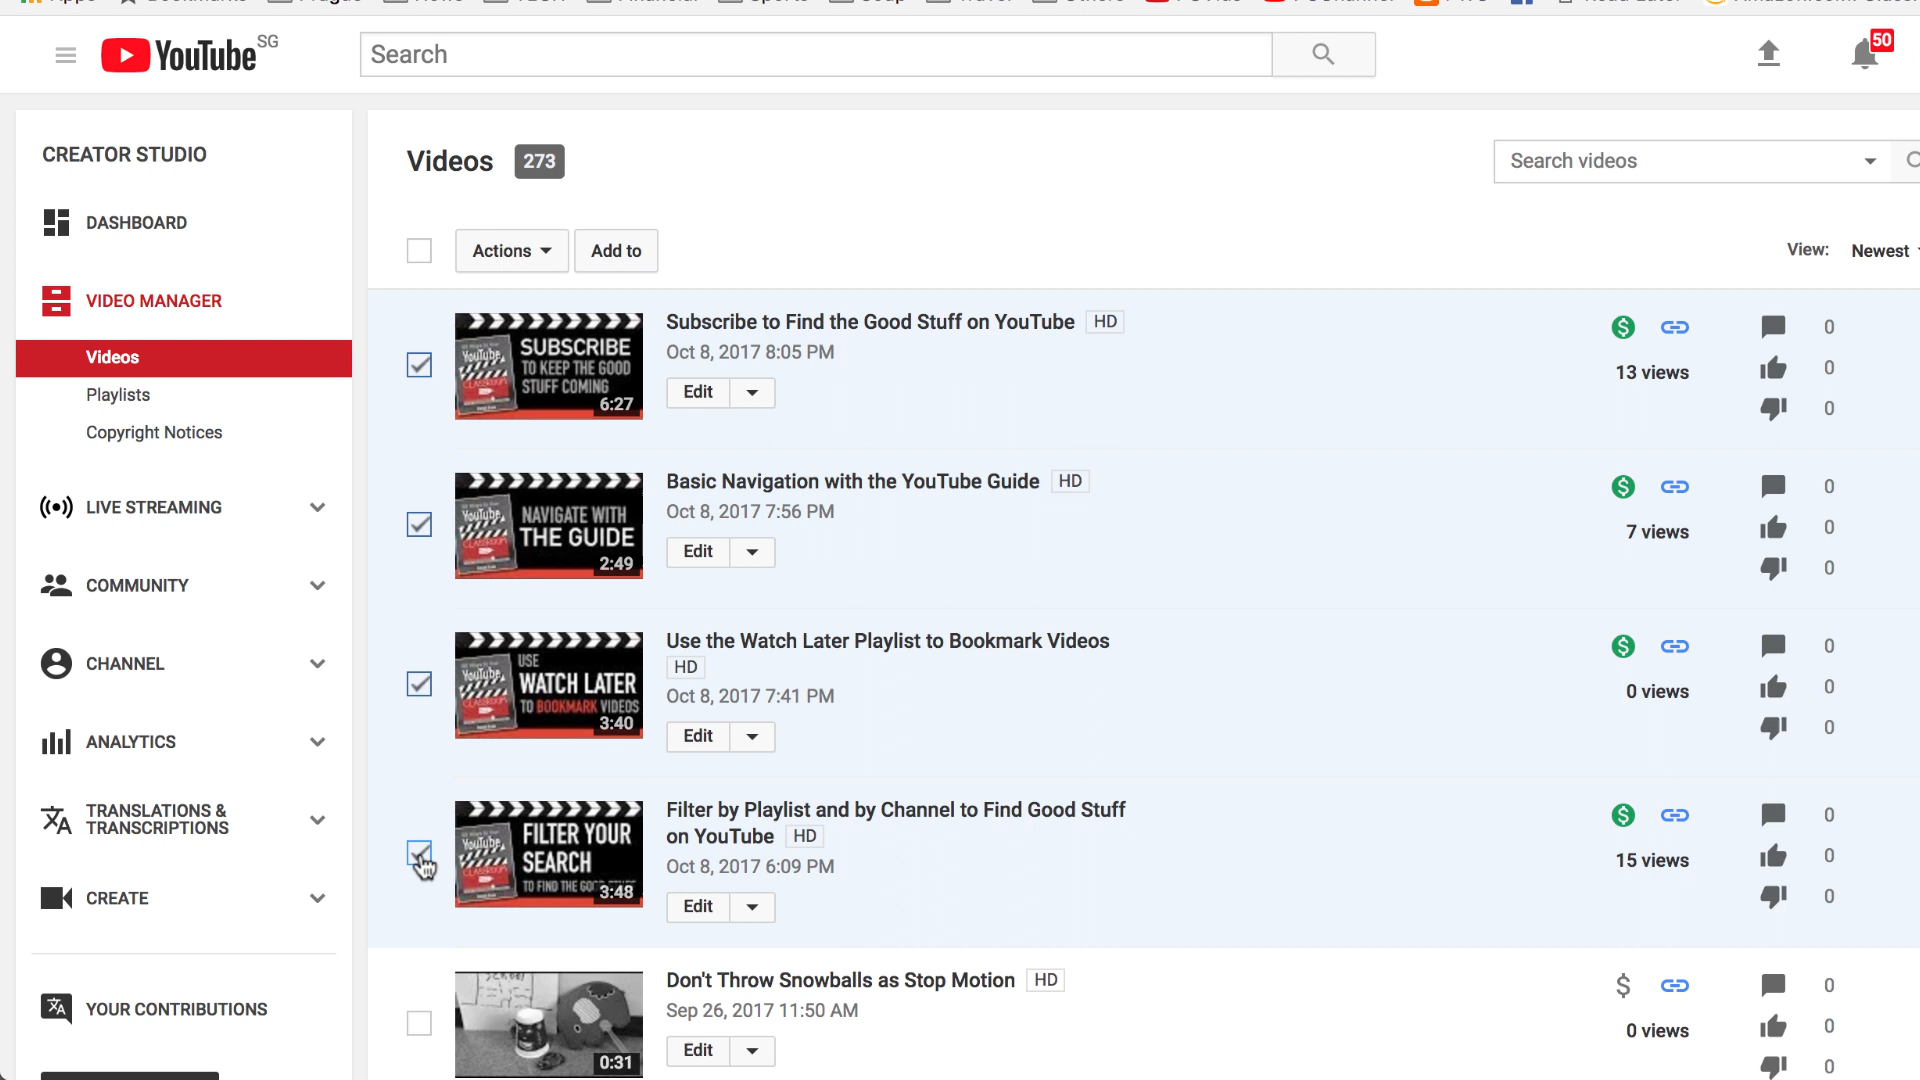 YouTube SG
Search
50
CREATOR STUDIO
DASHBOARD
VIDEO MANAGER
Videos
Playlists
Copyright Notices
LIVE STREAMING
COMMUNITY
CHANNEL
ANALYTICS
TRANSLATIONS &
TRANSCRIPTIONS
CREATE
YOUR CONTRIBUTIONS
Videos 273
Search videos
Actions Add to
View: Newest
SUBSCRIBE
TO KEEP THE GOOD
STUFF COMING
6:27
Subscribe to Find the Good Stuff on YouTube HD
Oct 8, 2017 8:05 PM
Edit
13 views
0
0
0
NAVIGATE WITH
THE GUIDE
2:49
Basic Navigation with the YouTube Guide HD
Oct 8, 2017 7:56 PM
Edit
7 views
0
0
0
USE
WATCH LATER
TO BOOKMARK VIDEOS
3:40
Use the Watch Later Playlist to Bookmark Videos
HD
Oct 8, 2017 7:41 PM
Edit
0 views
0
0
0
FILTER YOUR
SEARCH
TO FIND THE
3:48
Filter by Playlist and by Channel to Find Good Stuff
on YouTube HD
Oct 8, 2017 6:09 PM
Edit
15 views
0
0
0
0:31
Don't Throw Snowballs as Stop Motion HD
Sep 26, 2017 11:50 AM
Edit
0 views
0
0
0